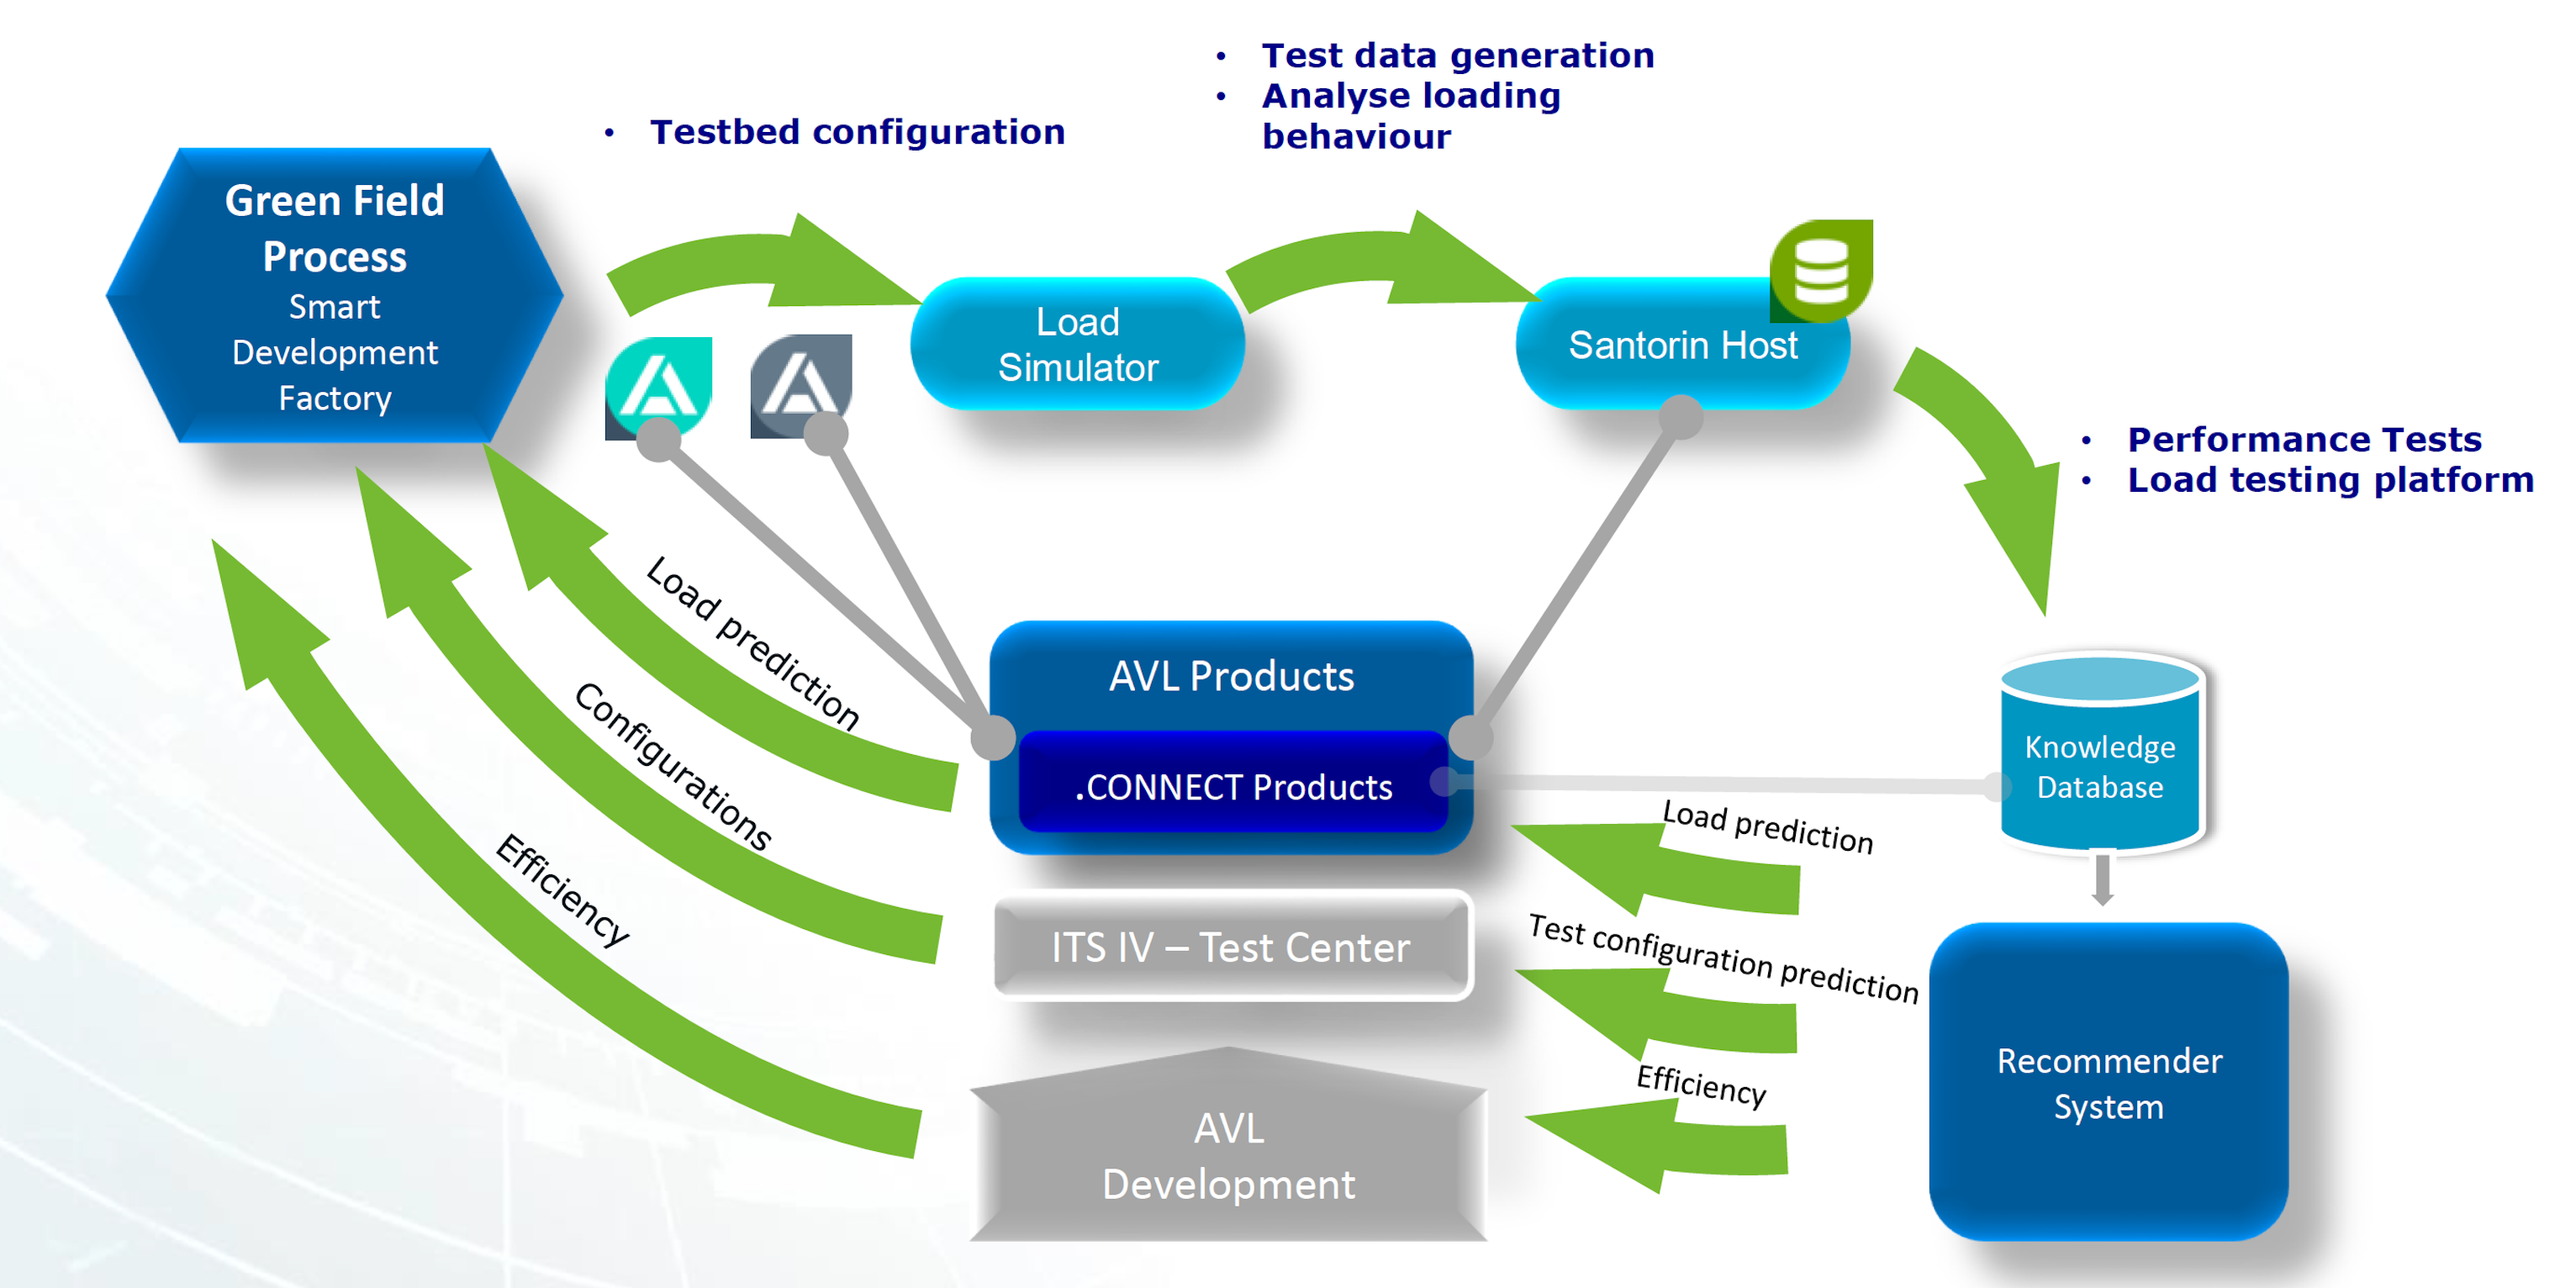 • Test data generation
• Analyse loading
behaviour
• Testbed configuration
Green Field
Process
Smart
Development
Factory
Load
Simulator
Santorin Host
• Performance Tests
• Load testing platform
Load prediction
Configurations
Efficiency
AVL Products
.CONNECT Products
Knowledge
Database
Load prediction
Test configuration prediction
Efficiency
ITS IV – Test Center
AVL
Development
Recommender
System